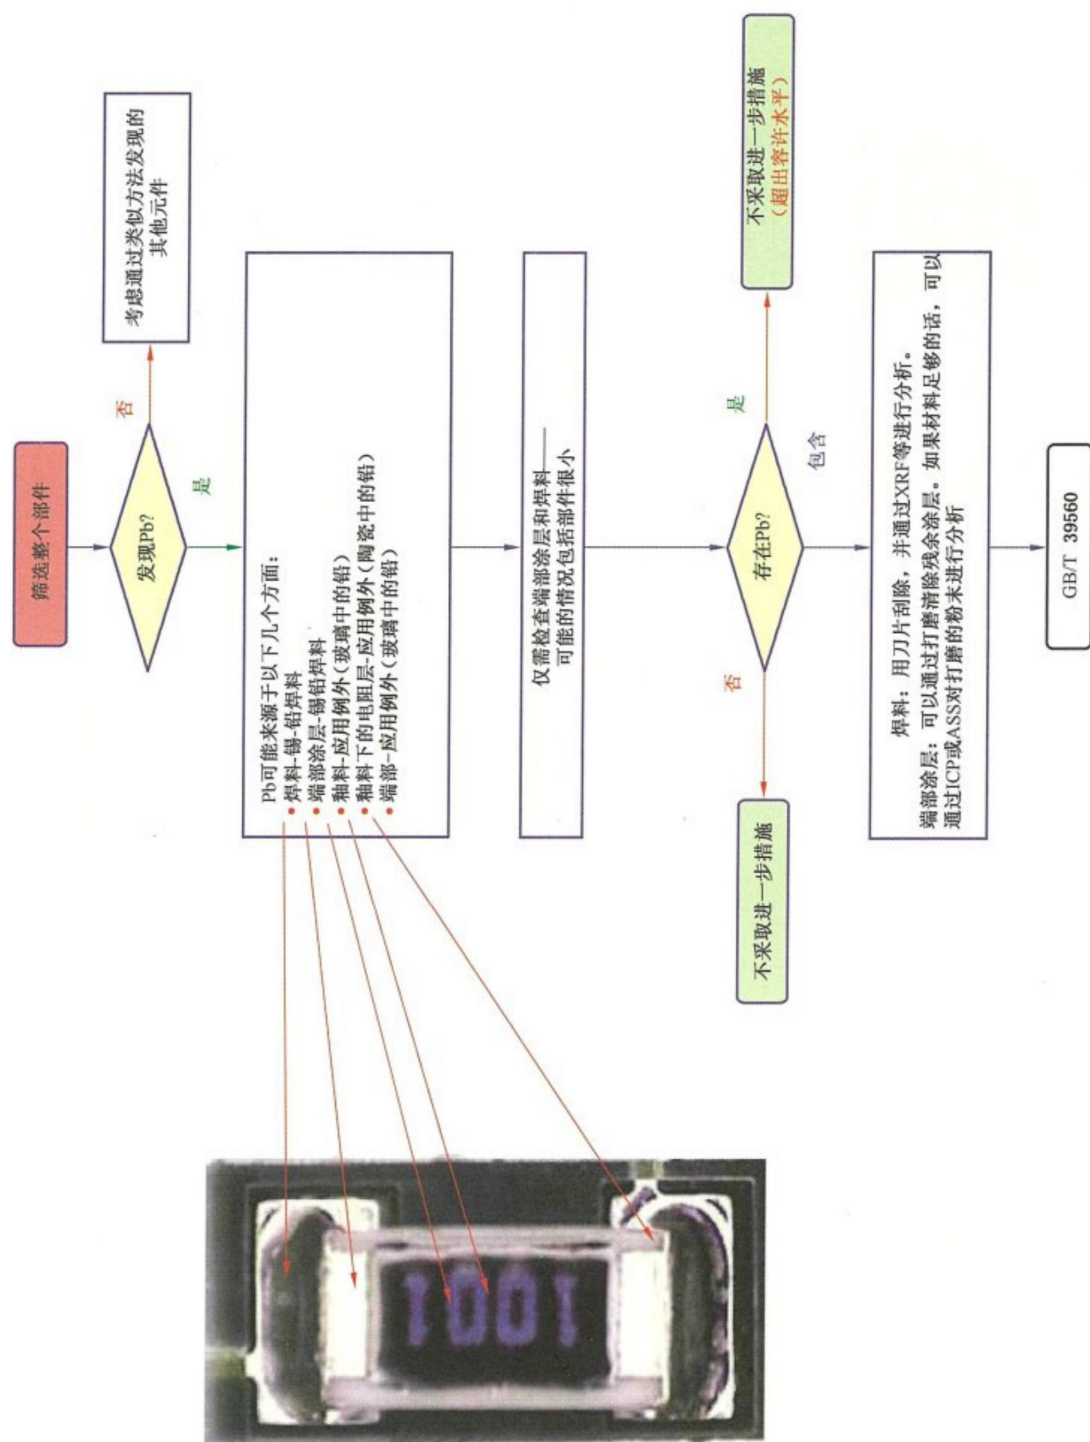 筛选整个部件
发现Pb?
否
考虑通过类似方法发现的
其他元件
是
Pb可能来源于以下几个方面：
• 焊料-锡-铅焊料
• 端部涂层-锡铅焊料
• 釉料-应用例外(玻璃中的铅)
• 釉料下的电阻层-应用例外(陶瓷中的铅)
• 端部-应用例外(玻璃中的铅)
1001
仅需检查端部涂层和焊料——
可能的情况包括部件很小
存在Pb?
否
不采取进一步措施
是
不采取进一步措施
(超出容许水平)
包含
焊料：用刀片刮除，并通过XRF等进行分析。
端部涂层：可以通过打磨清除残余涂层。如果材料足够的话，可以
通过ICP或ASS对打磨的粉末进行分析
GB/T 39560